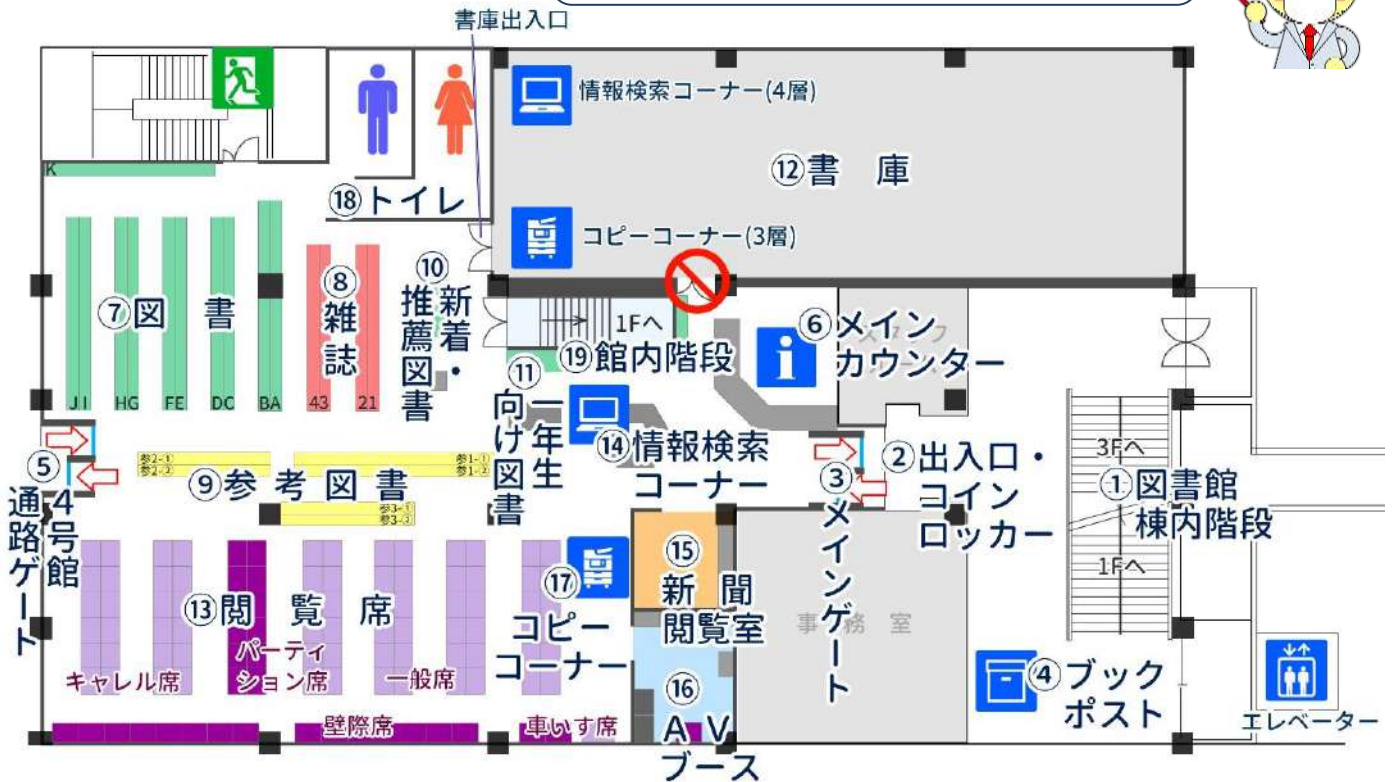 書庫出入口
情報検索コーナー(4層)
⑫書 庫
コピーコーナー(3層)
K
⑱トイレ
⑦図 書
⑧雑誌
⑩新着・
推薦図書
J.I
HG
FE
DC
BA
43
21
1Fへ
⑲館内階段
⑪一年生
向け図書
⑥メイン
カウンター
⑭情報検索
コーナー
②出入口・
コイン
ロッカー
③メインゲート
3Fへ
①図書館
棟内階段
1Fへ
⑤4号館
通路ゲート
参2-①
参2-②
参1-①
参1-②
⑨参考図書
参3-①
参3-②
⑬閲 覧 席
キャレル席
パーティ
ション席
一般席
壁際席
車いす席
⑰コピー
コーナー
⑮新 聞
閲覧室
⑯AV
ブース
事 務 室
④ブック
ポスト
エレベーター